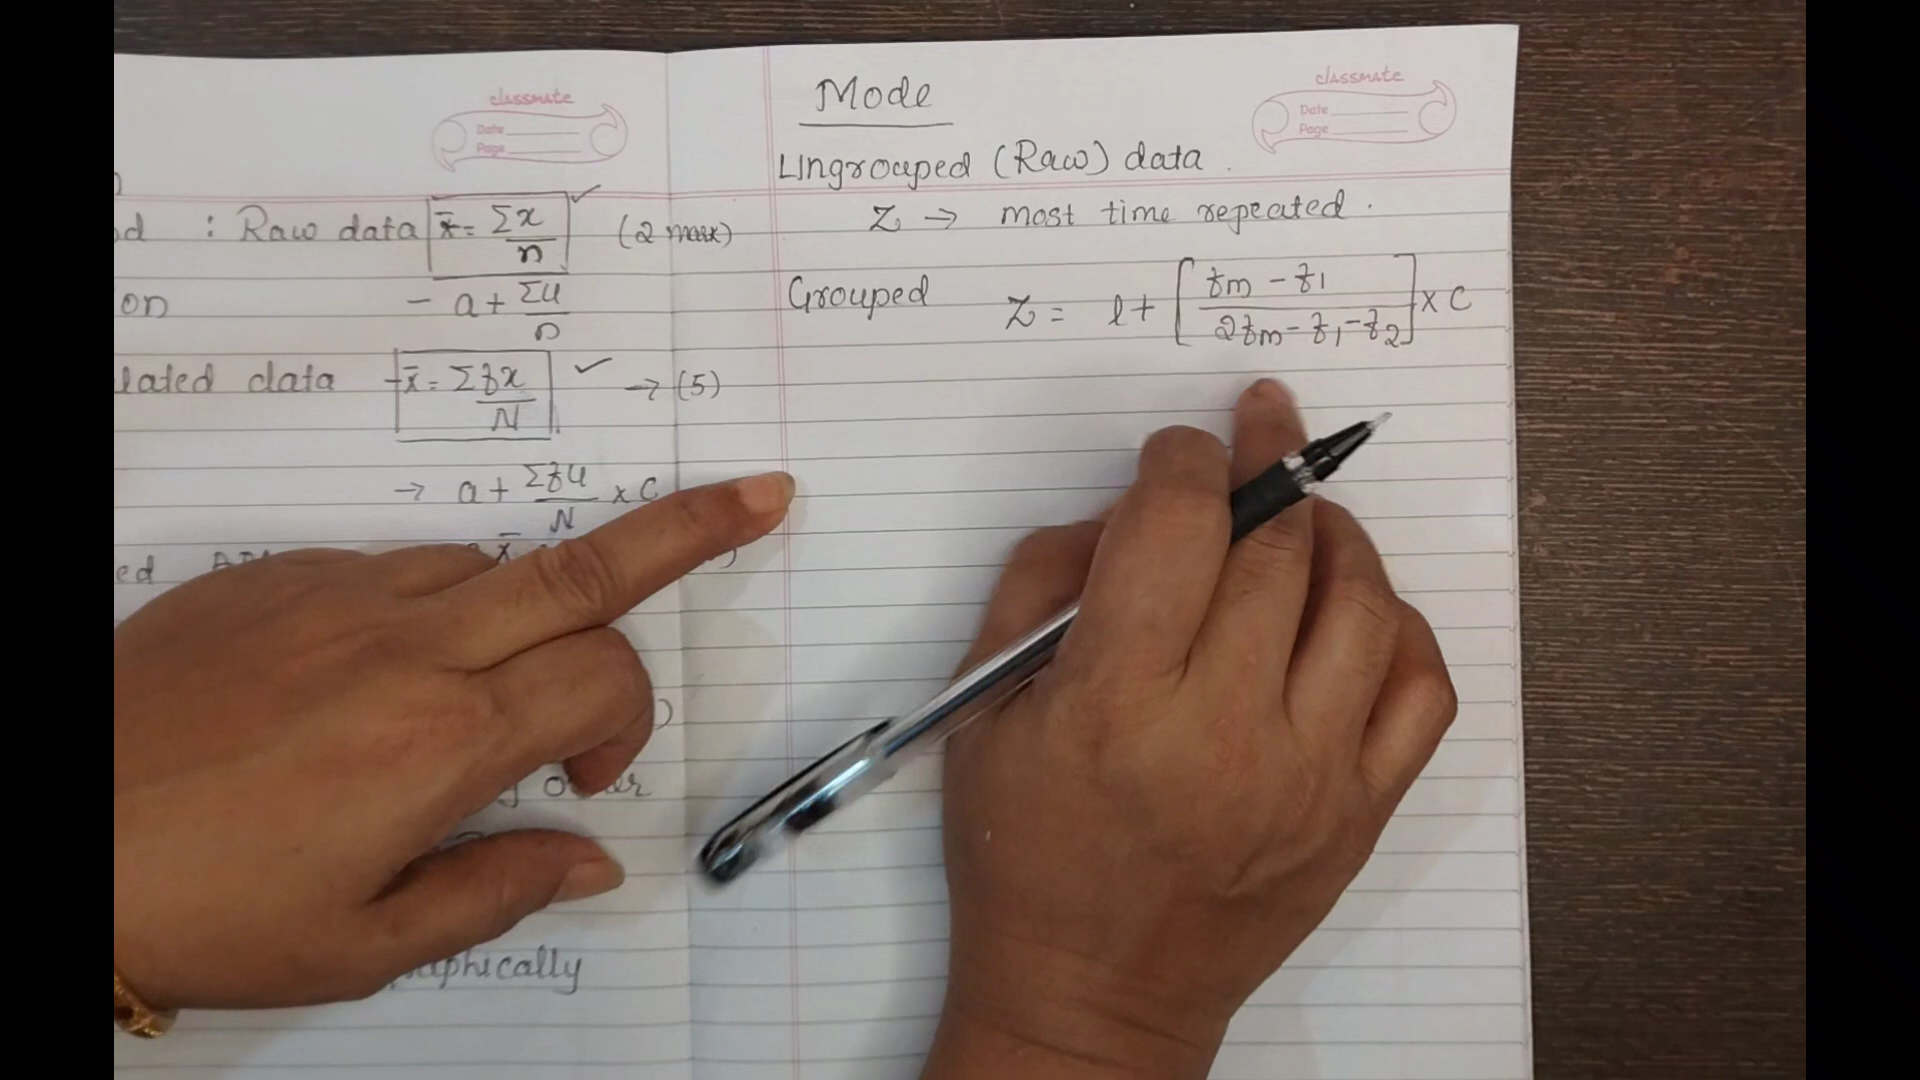 classmate
Date
Page
: Raw data x̄ = Σx/n ✓ (2 mark)
on - a + Σu/n
lated data x̄ = Σfx/N ✓ → (5)
→ a + Σfu/N × C
ed
x̄
aphically
classmate
Date
Page
Mode
Ungrouped (Raw) data.
Z → most time repeated.
Grouped Z = l + [fm - f1 / 2fm - f1 - f2] × C